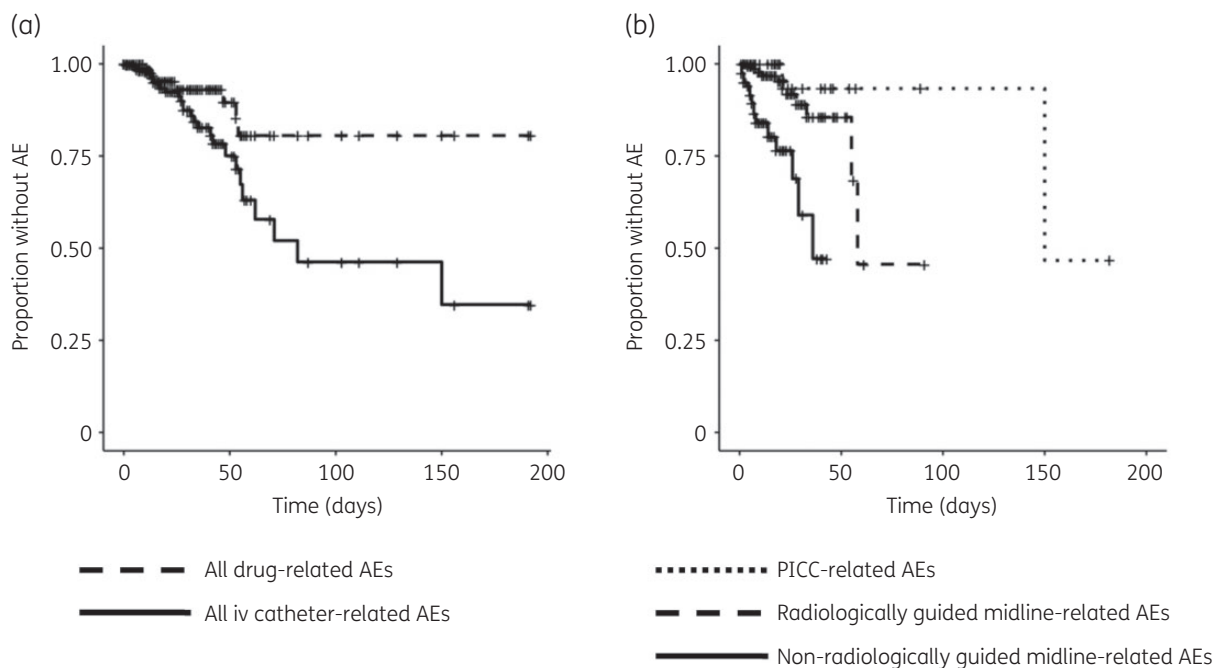 (a)
Proportion without AE
1.00
0.75
0.50
0.25
0
0 50 100 150 200
Time (days)
All drug-related AEs
All iv catheter-related AEs
(b)
Proportion without AE
1.00
0.75
0.50
0.25
0
0 50 100 150 200
Time (days)
PICC-related AEs
Radiologically guided midline-related AEs
Non-radiologically guided midline-related AEs